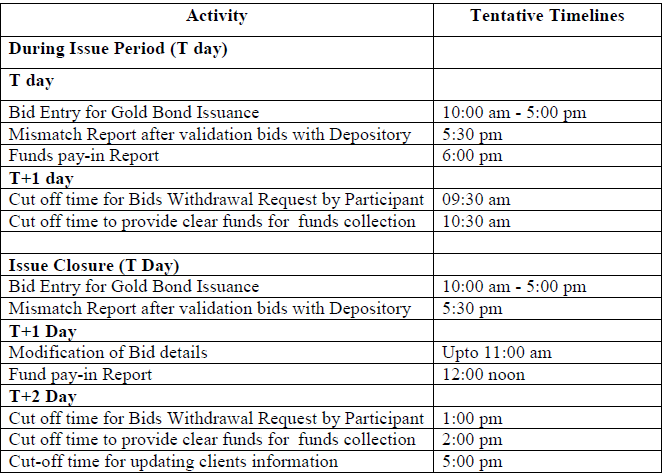 Activity Tentative Timelines
During Issue Period (T day)
T day
Bid Entry for Gold Bond Issuance 10:00 am - 5:00 pm
Mismatch Report after validation bids with Depository 5:30 pm
Funds pay-in Report 6:00 pm
T+1 day
Cut off time for Bids Withdrawal Request by Participant 09:30 am
Cut off time to provide clear funds for funds collection 10:30 am
Issue Closure (T Day)
Bid Entry for Gold Bond Issuance 10:00 am - 5:00 pm
Mismatch Report after validation bids with Depository 5:30 pm
T+1 Day
Modification of Bid details Upto 11:00 am
Fund pay-in Report 12:00 noon
T+2 Day
Cut off time for Bids Withdrawal Request by Participant 1:00 pm
Cut off time to provide clear funds for funds collection 2:00 pm
Cut-off time for updating clients information 5:00 pm